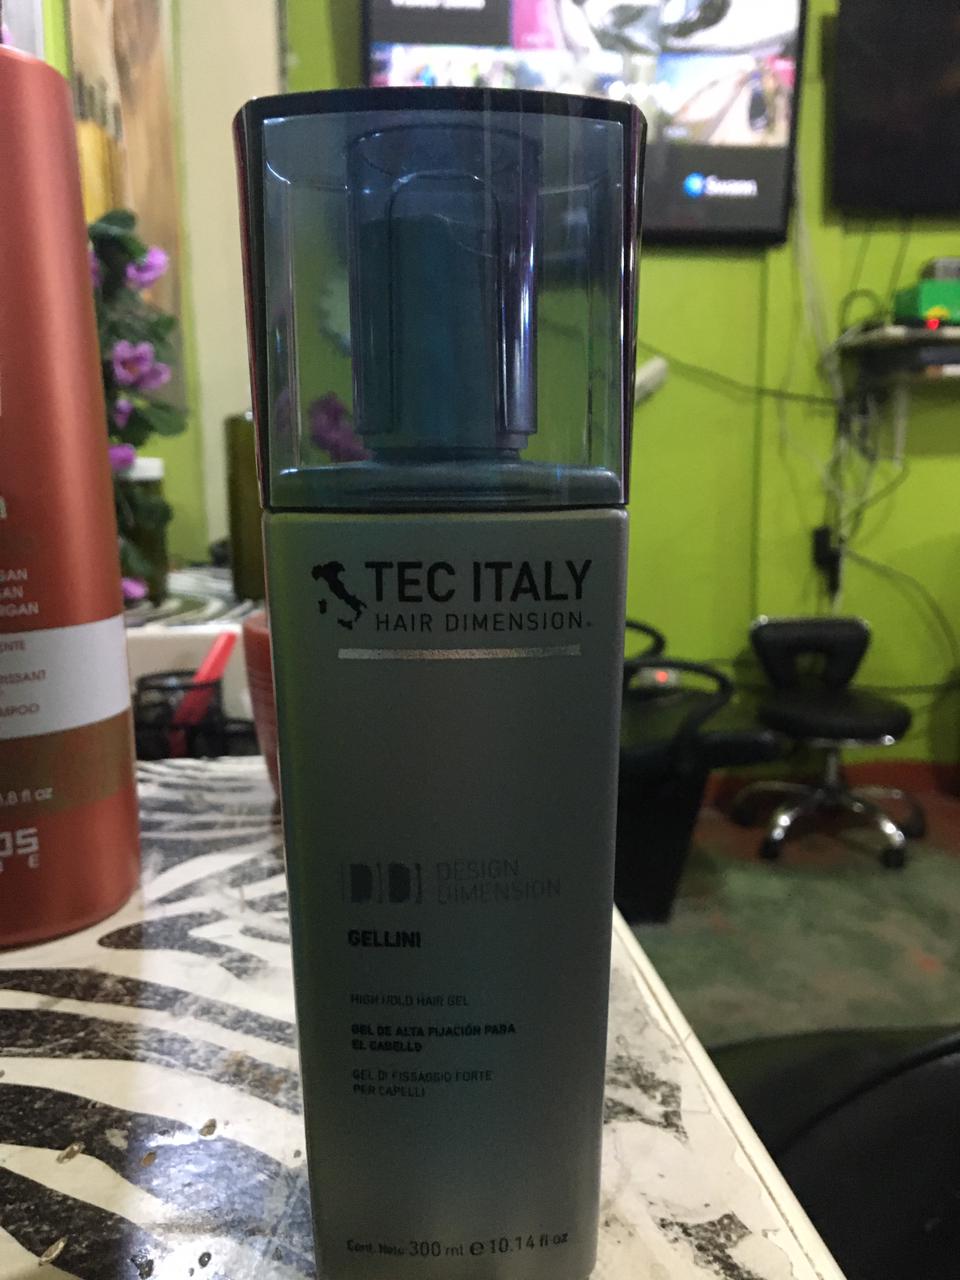 Swann
TEC ITALY
HAIR DIMENSION
DESIGN
DIMENSION
GELLINI
HIGH HOLD HAIR GEL
GEL DE ALTA FIJACIÓN PARA
EL CABELLO
GEL DI FISSAGGIO FORTE
PER CAPELLI
Cont. Neto 300 ml e 10.14 fl oz